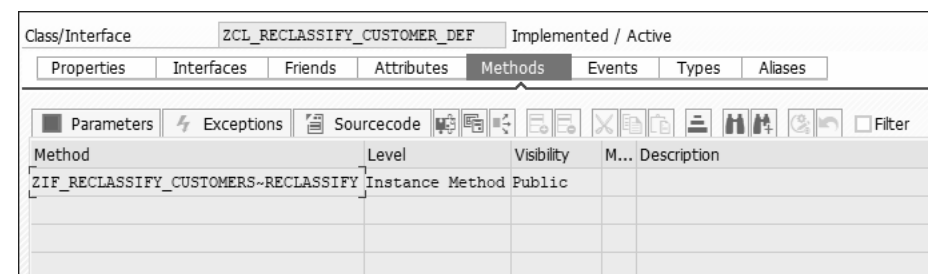 Class/Interface ZCL_RECLASSIFY_CUSTOMER_DEF Implemented / Active
Properties Interfaces Friends Attributes Methods Events Types Aliases
Parameters Exceptions Sourcecode Filter
Method Level Visibility M... Description
ZIF_RECLASSIFY_CUSTOMERS~RECLASSIFY Instance Method Public